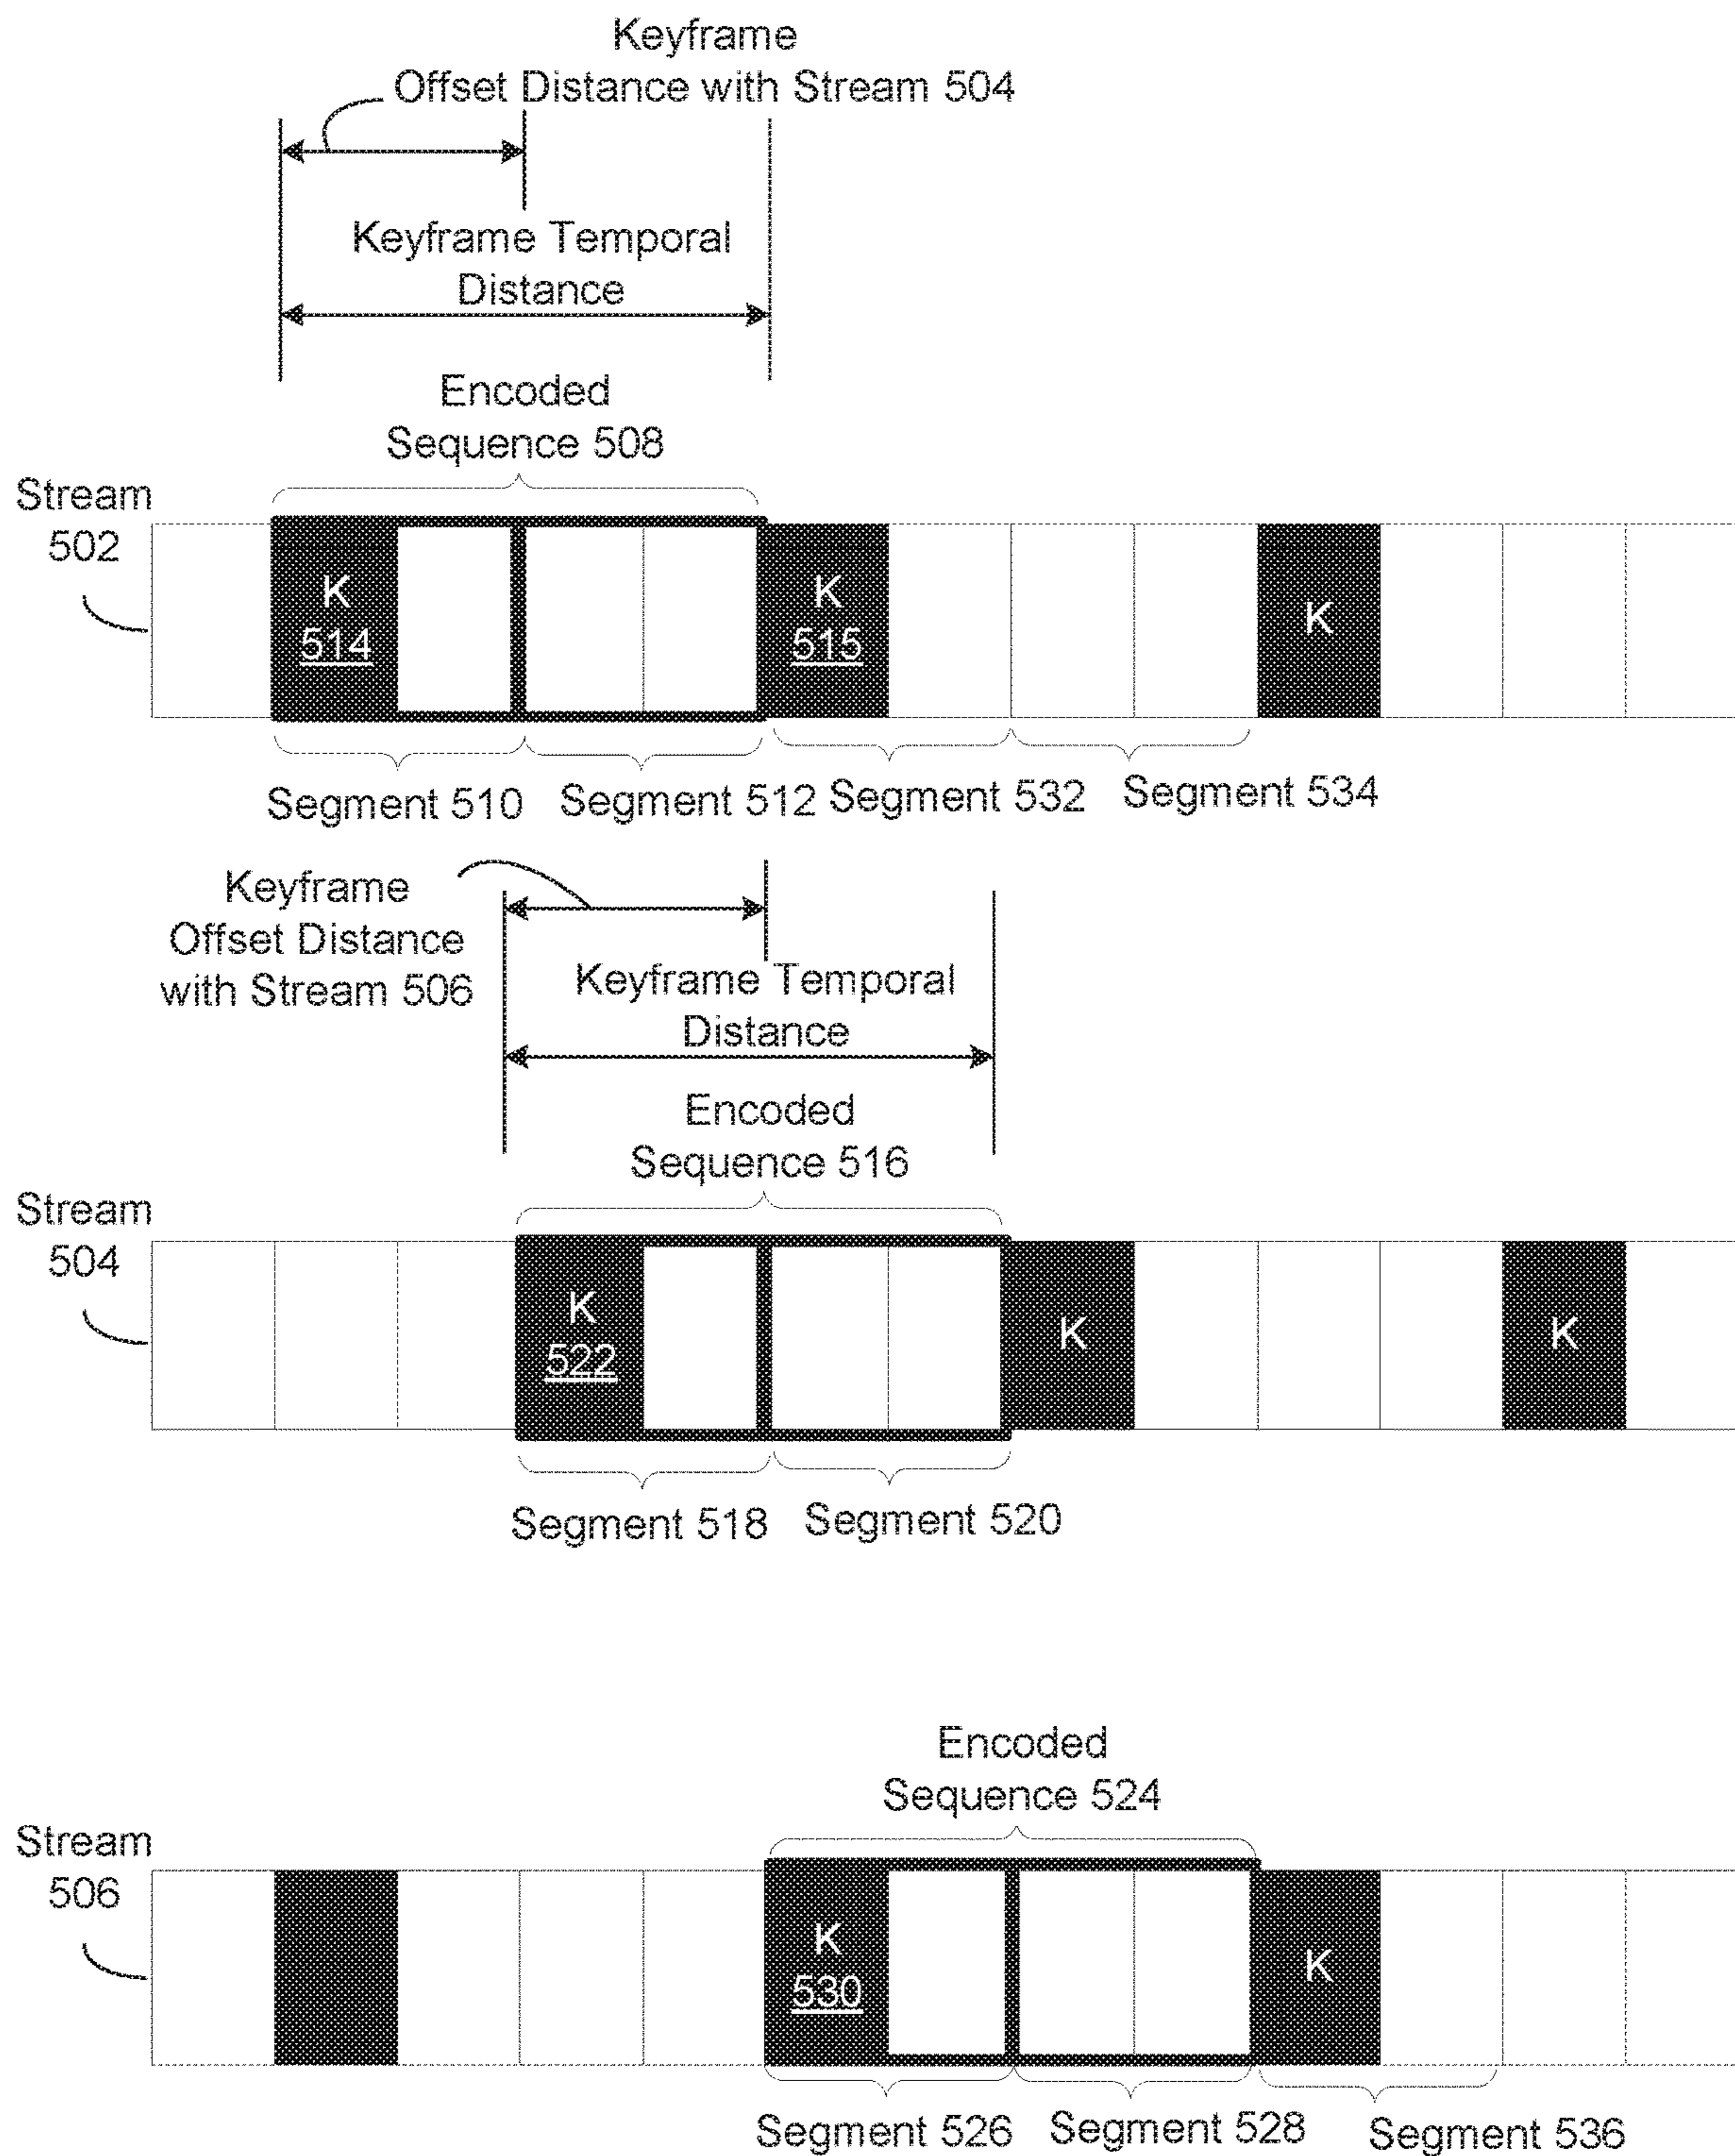 Keyframe
Offset Distance with Stream 504
Keyframe Temporal
Distance
Encoded
Sequence 508
Stream
502
K
514
K
515
K
Segment 510
Segment 512
Segment 532
Segment 534
Keyframe
Offset Distance
with Stream 506
Keyframe Temporal
Distance
Encoded
Sequence 516
Stream
504
K
522
K
K
Segment 518
Segment 520
Encoded
Sequence 524
Stream
506
K
530
K
Segment 526
Segment 528
Segment 536